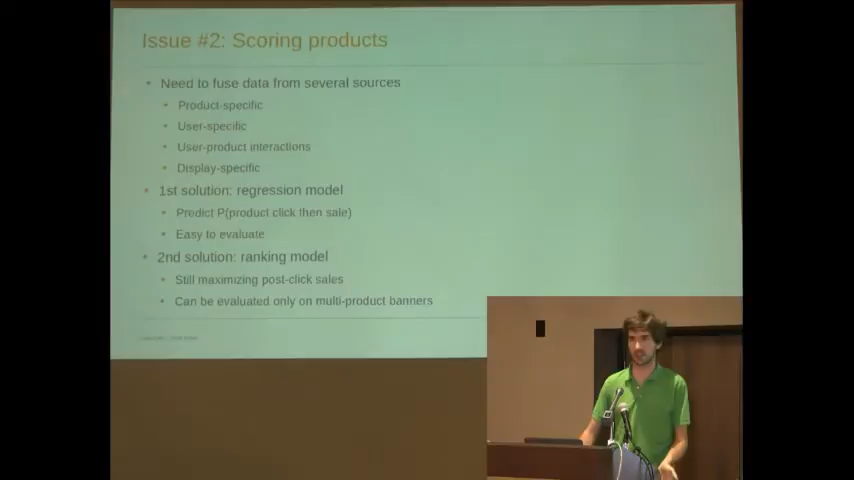 Issue #2: Scoring products
• Need to fuse data from several sources
• Product-specific
• User-specific
• User-product interactions
• Display-specific
• 1st solution: regression model
• Predict P(product click then sale)
• Easy to evaluate
• 2nd solution: ranking model
• Still maximizing post-click sales
• Can be evaluated only on multi-product banners